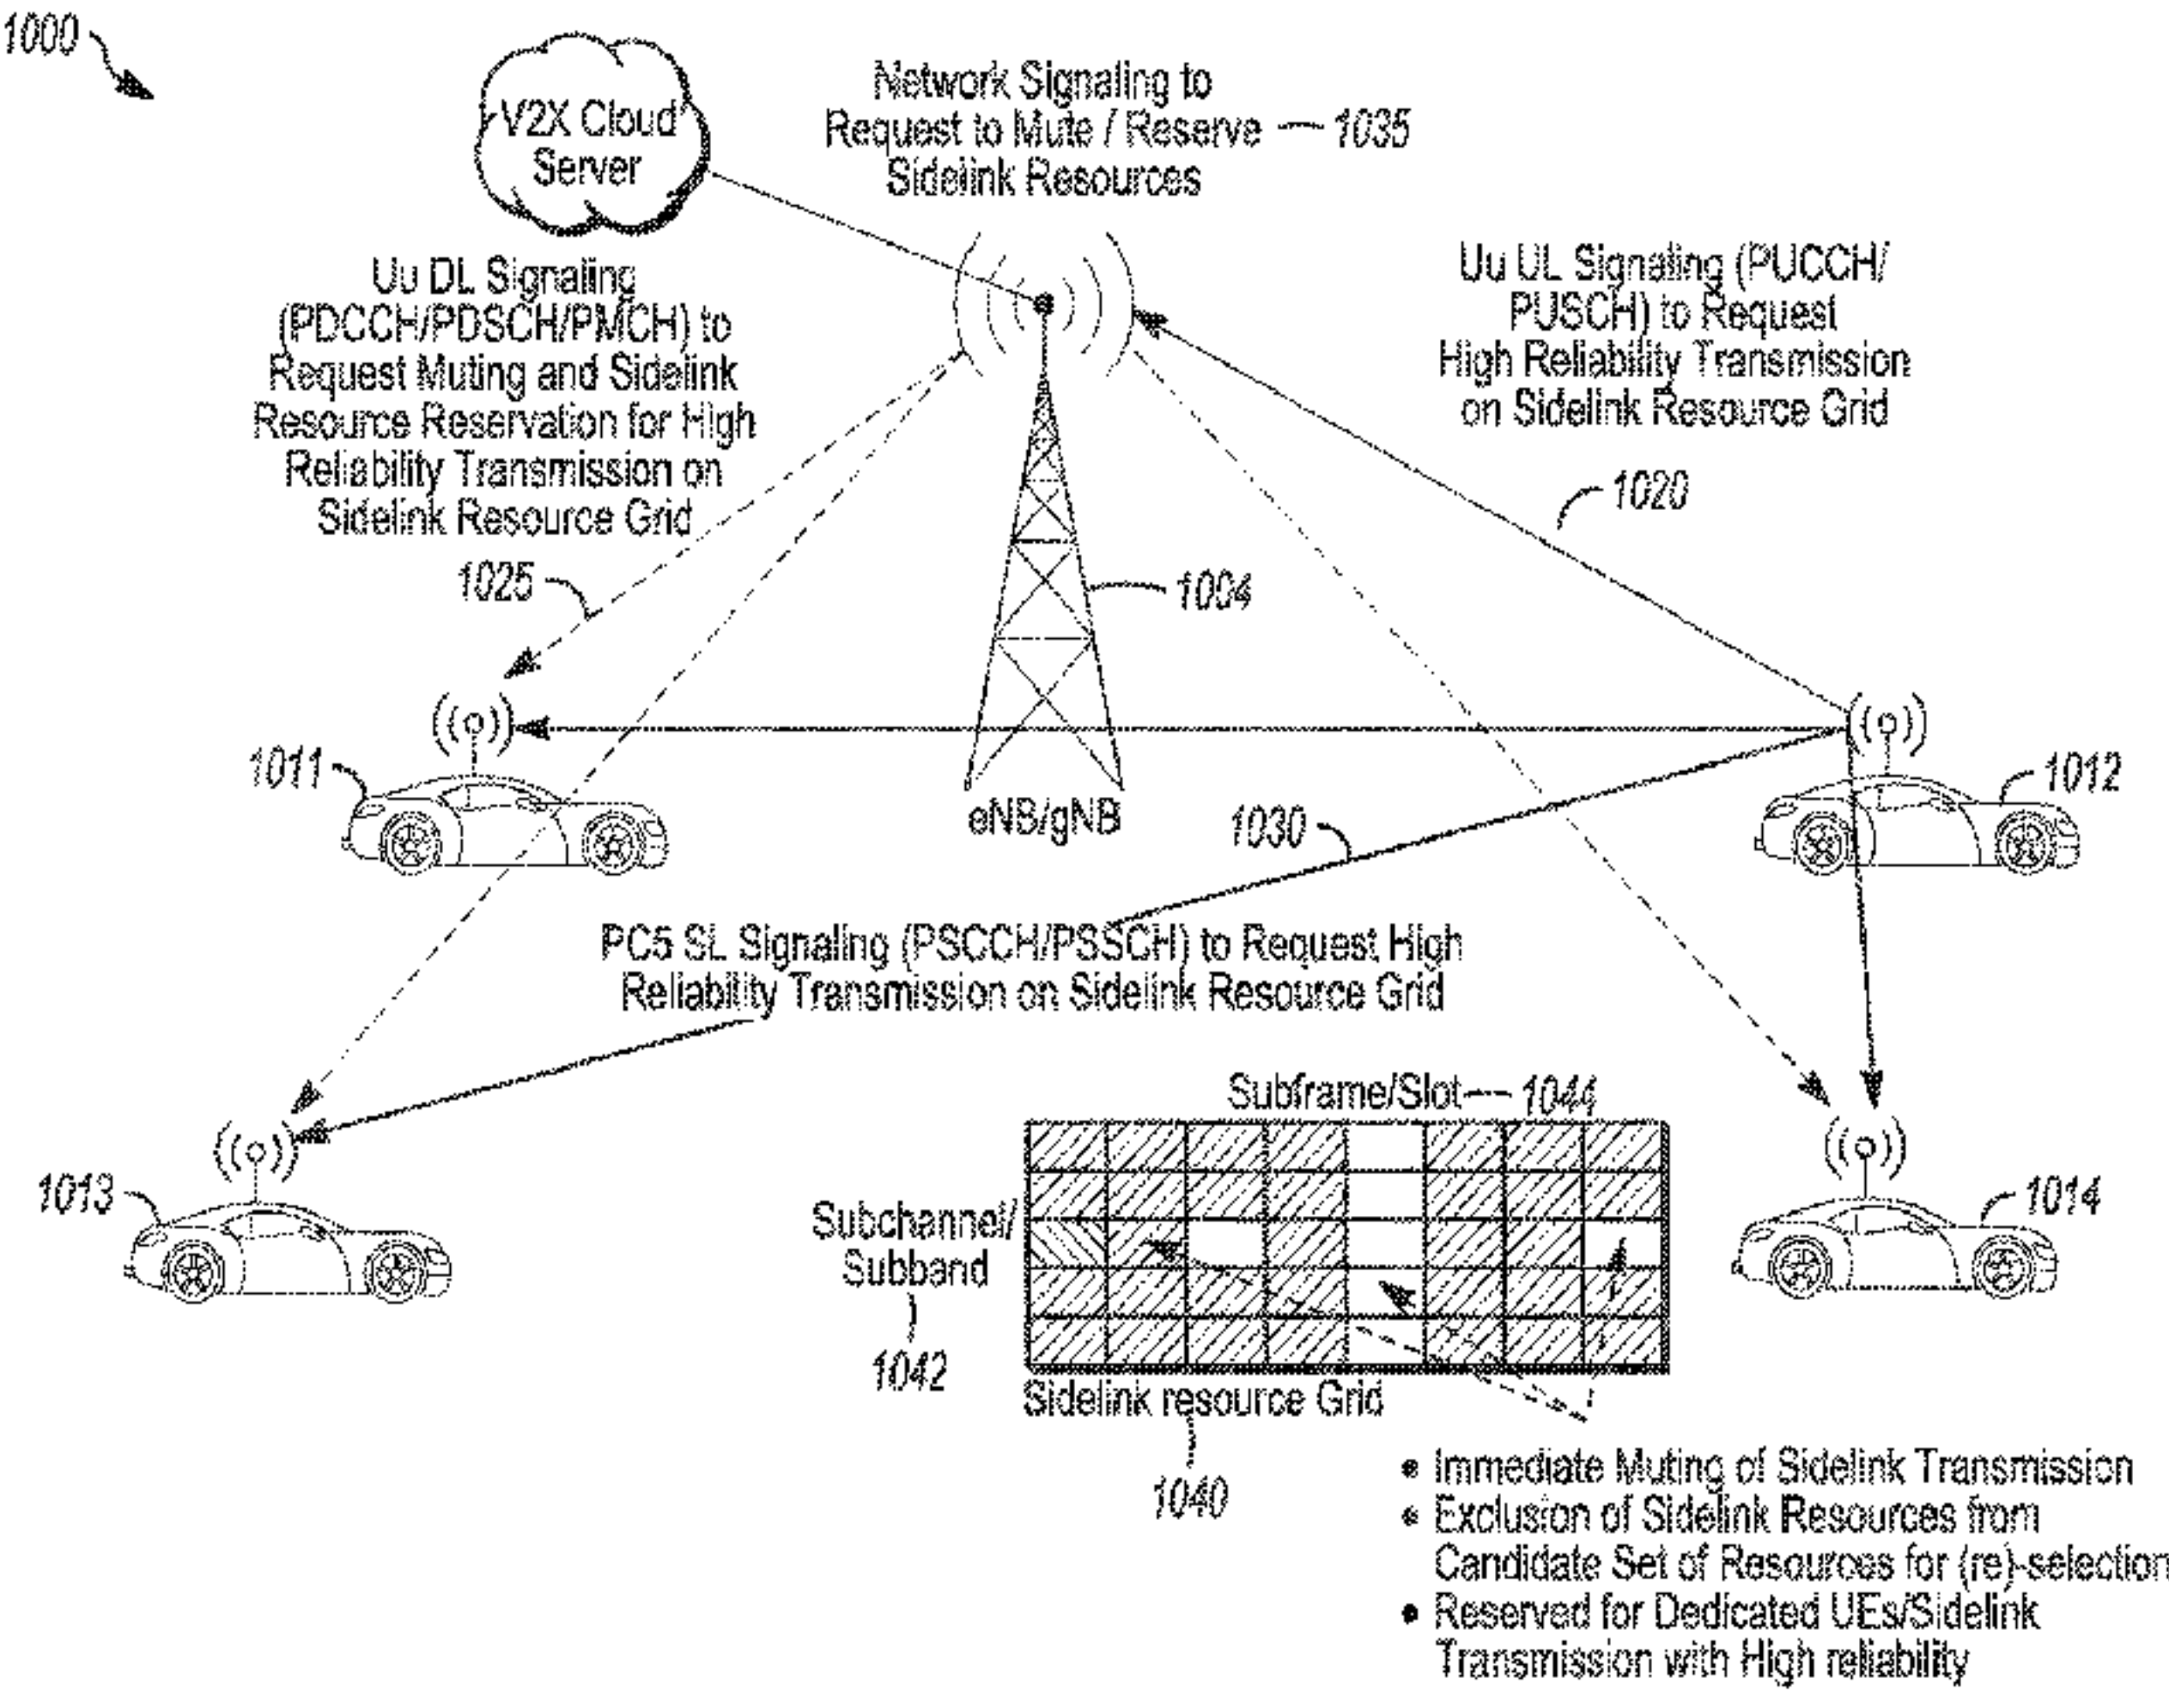 1000
V2X Cloud
Server
Network Signaling to
Request to Mute / Reserve
Sidelink Resources
1035
Uu DL Signaling
(PDCCH/PDSCH/PMCH) to
Request Muting and Sidelink
Resource Reservation for High
Reliability Transmission on
Sidelink Resource Grid
1025
Uu UL Signaling (PUCCH/
PUSCH) to Request
High Reliability Transmission
on Sidelink Resource Grid
1020
1004
1011
eNB/gNB
1012
1030
PC5 SL Signaling (PSCCH/PSSCH) to Request High
Reliability Transmission on Sidelink Resource Grid
1013
Subframe/Slot
1044
Subchannel/
Subband
1042
1014
Sidelink resource Grid
1040
• Immediate Muting of Sidelink Transmission
• Exclusion of Sidelink Resources from
Candidate Set of Resources for (re)-selection
• Reserved for Dedicated UEs/Sidelink
Transmission with High reliability